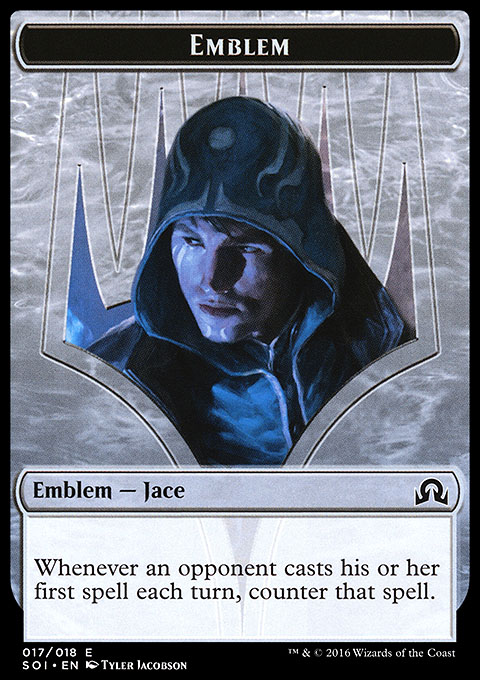 EMBLEM
Emblem — Jace
Whenever an opponent casts his or her
first spell each turn, counter that spell.
017/018 E
SOI • EN TYLER JACOBSON
™ & © 2016 Wizards of the Coast